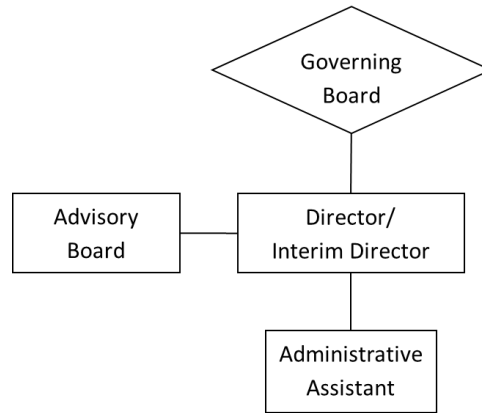 Governing
Board
Advisory
Board
Director/
Interim Director
Administrative
Assistant